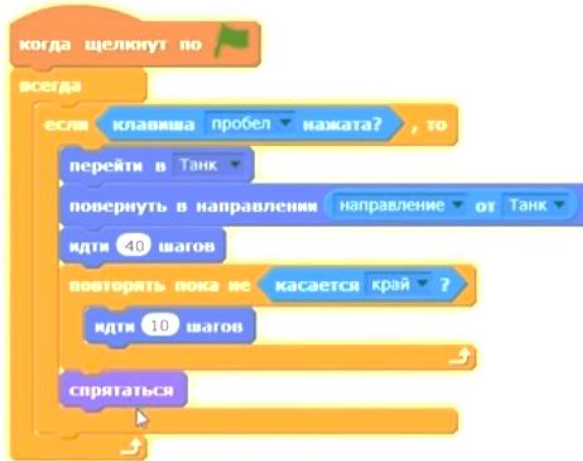 когда щелкнут по
всегда
если клавиша пробел нажата? , то
перейти в Танк
повернуть в направлении направление от Танк
идти 40 шагов
повторять пока не касается край ?
идти 10 шагов
спрятаться